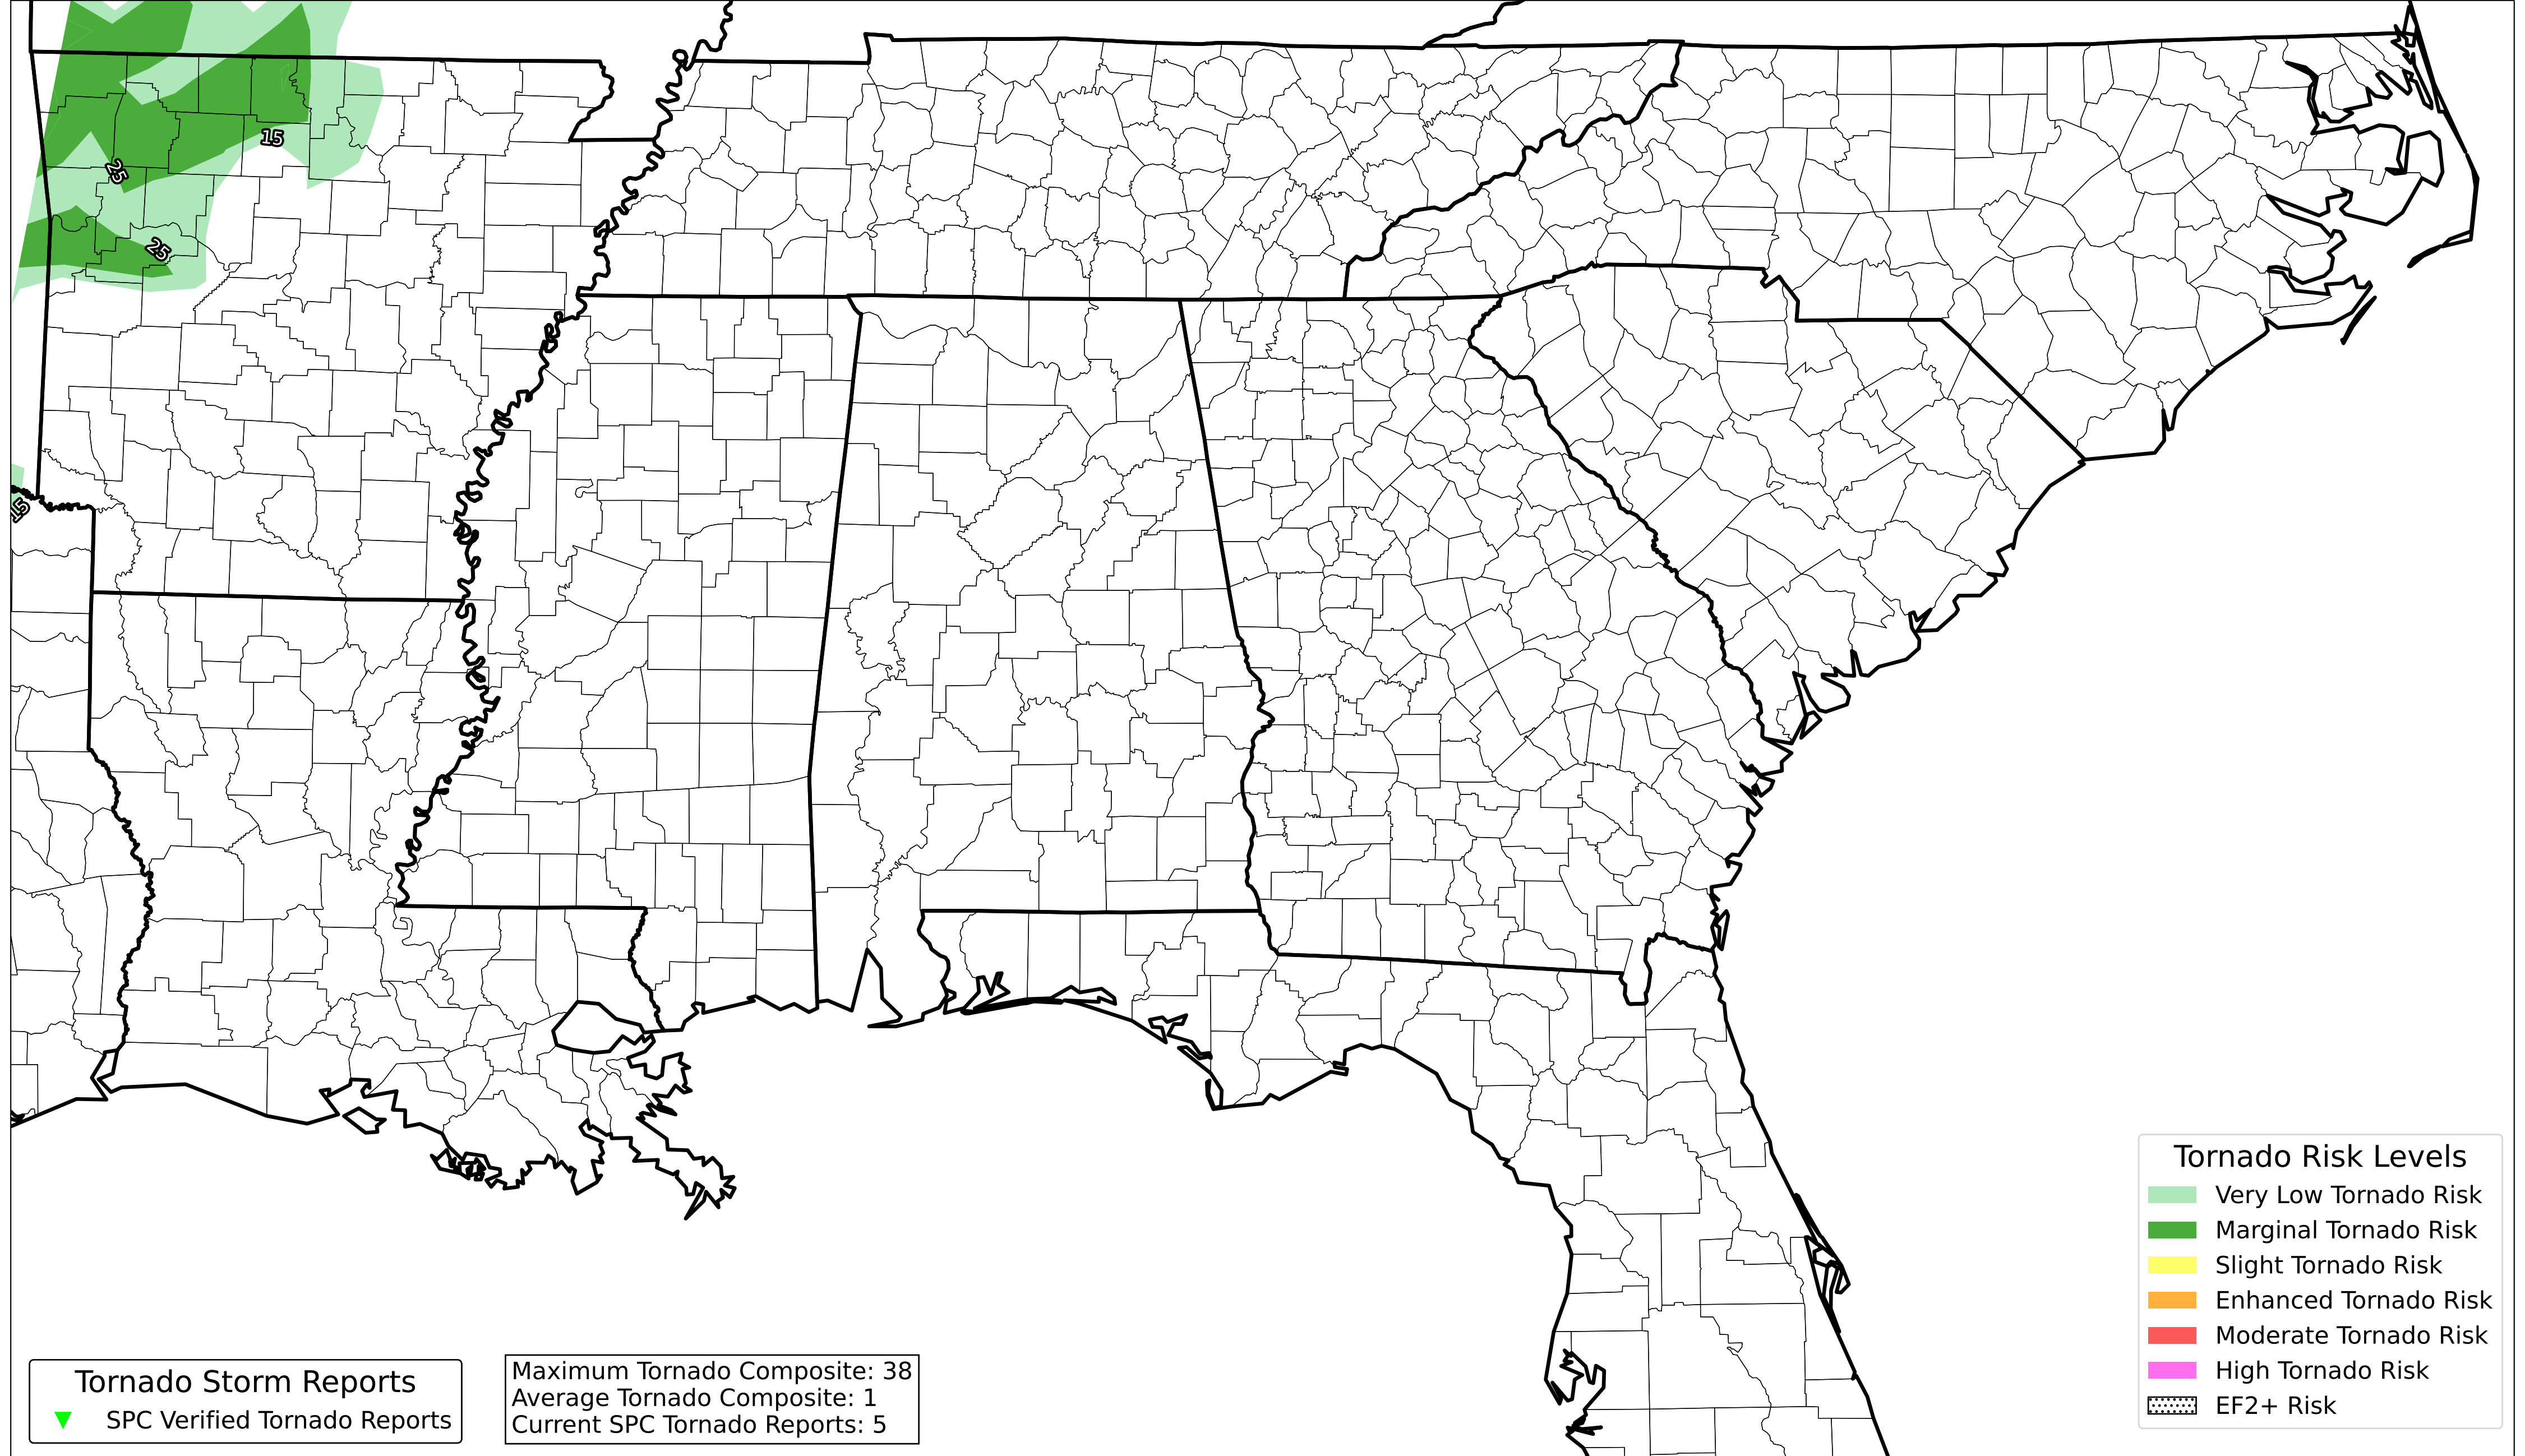 15
25
25
15
Tornado Risk Levels
Very Low Tornado Risk
Marginal Tornado Risk
Slight Tornado Risk
Enhanced Tornado Risk
Moderate Tornado Risk
High Tornado Risk
EF2+ Risk
Tornado Storm Reports
SPC Verified Tornado Reports
Maximum Tornado Composite: 38
Average Tornado Composite: 1
Current SPC Tornado Reports: 5